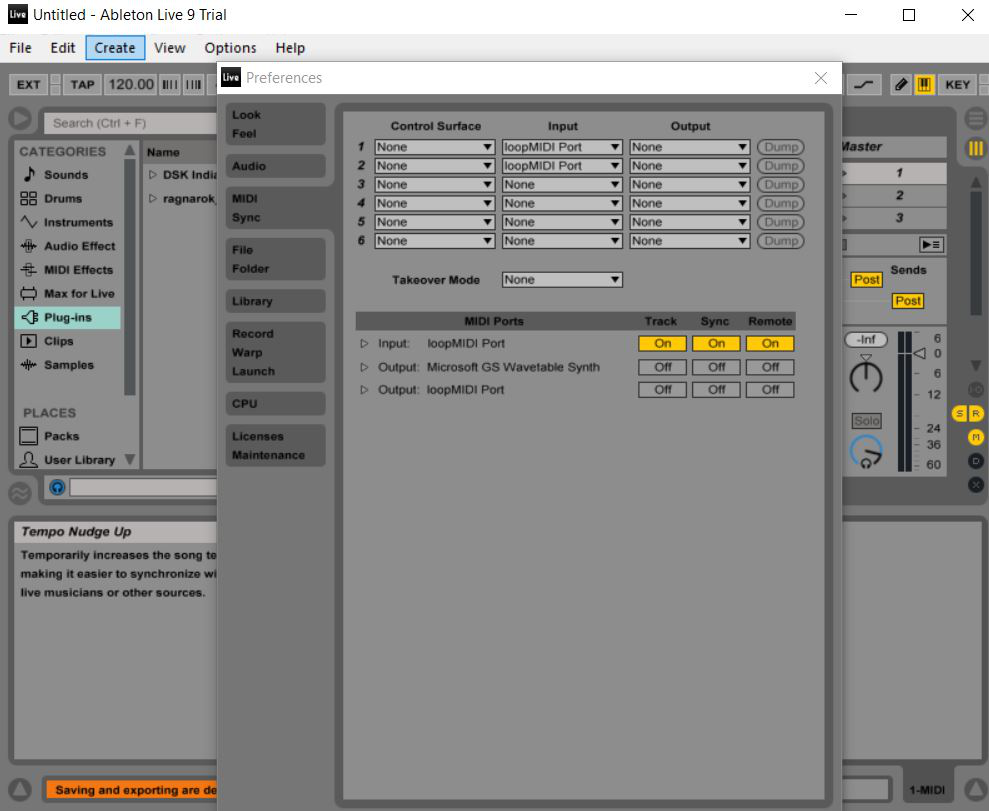 Live Untitled - Ableton Live 9 Trial
File Edit Create View Options Help
EXT TAP 120.00 KEY
Live Preferences
Search (Ctrl + F)
CATEGORIES
Sounds
Drums
Instruments
Audio Effect
MIDI Effects
Max for Live
Plug-ins
Clips
Samples
PLACES
Packs
User Library
Name
DSK India
ragnarok_
Look
Feel
Audio
MIDI
Sync
File
Folder
Library
Record
Warp
Launch
CPU
Licenses
Maintenance
Control Surface Input Output
1 None loopMIDI Port None Dump
2 None loopMIDI Port None Dump
3 None None None Dump
4 None None None Dump
5 None None None Dump
6 None None None Dump
Takeover Mode None
MIDI Ports Track Sync Remote
Input: loopMIDI Port On On On
Output: Microsoft GS Wavetable Synth Off Off Off
Output: loopMIDI Port Off Off Off
Master
1
2
3
Sends
Post
Post
-Inf
6
0
6
12
24
36
60
Solo
S R
M
D
X
Tempo Nudge Up
Temporarily increases the song te
making it easier to synchronize wi
live musicians or other sources.
Saving and exporting are de
1-MIDI